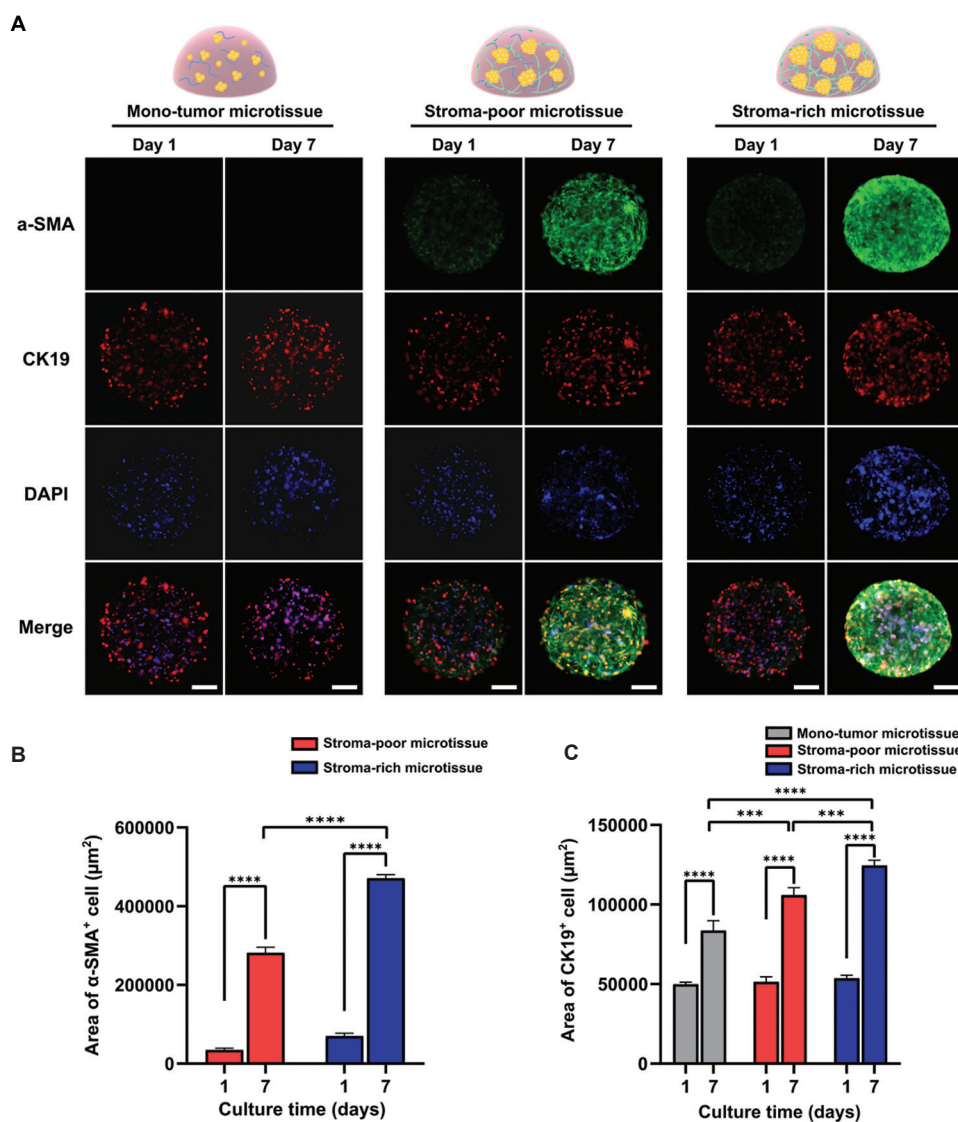 A
Mono-tumor microtissue
Stroma-poor microtissue
Stroma-rich microtissue
Day 1
Day 7
Day 1
Day 7
Day 1
Day 7
a-SMA
CK19
DAPI
Merge
B
Stroma-poor microtissue
Stroma-rich microtissue
Area of α-SMA⁺ cell (μm²)
600000
400000
200000
0
****
****
****
1
7
1
7
Culture time (days)
C
Mono-tumor microtissue
Stroma-poor microtissue
Stroma-rich microtissue
Area of CK19⁺ cell (μm²)
150000
100000
50000
0
****
***
***
****
****
****
1
7
1
7
1
7
Culture time (days)